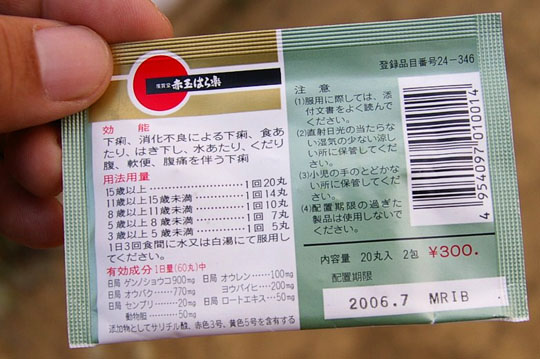 登録品目番号24-346
赤玉はら薬
効能
下痢、消化不良による下痢、食あ
たり、はき下し、水あたり、くだり
腹、軟便、腹痛を伴う下痢
用法用量
15歳以上………1回20丸
11歳以上15歳未満………1回14丸
8歳以上11歳未満………1回10丸
5歳以上8歳未満………1回7丸
3歳以上5歳未満………1回5丸
1日3回食間に水又は白湯にて服用し
てください。
有効成分 1日量(60丸)中
日局 ゲンノショウコ 900mg 日局 オウレン……100mg
日局 オウバク………770mg ヨウバイヒ…200mg
日局 センブリ………20mg 日局 ロートエキス…50mg
動物胆………50mg
添加物としてサリチル酸、赤色3号、黄色5号を含有する
注意
(1)服用に際しては、添
付文書をよく読んで
ください。
(2)直射日光の当たらな
い湿気の少ない涼し
い所に保管してくだ
さい。
(3)小児の手のとどかな
い所に保管してくだ
さい。
(4)配置期限の過ぎた
製品は使用しないで
ください。
4 954097 010014
内容量 20丸入 2包 ¥300.
配置期限
2006.7 MRIB